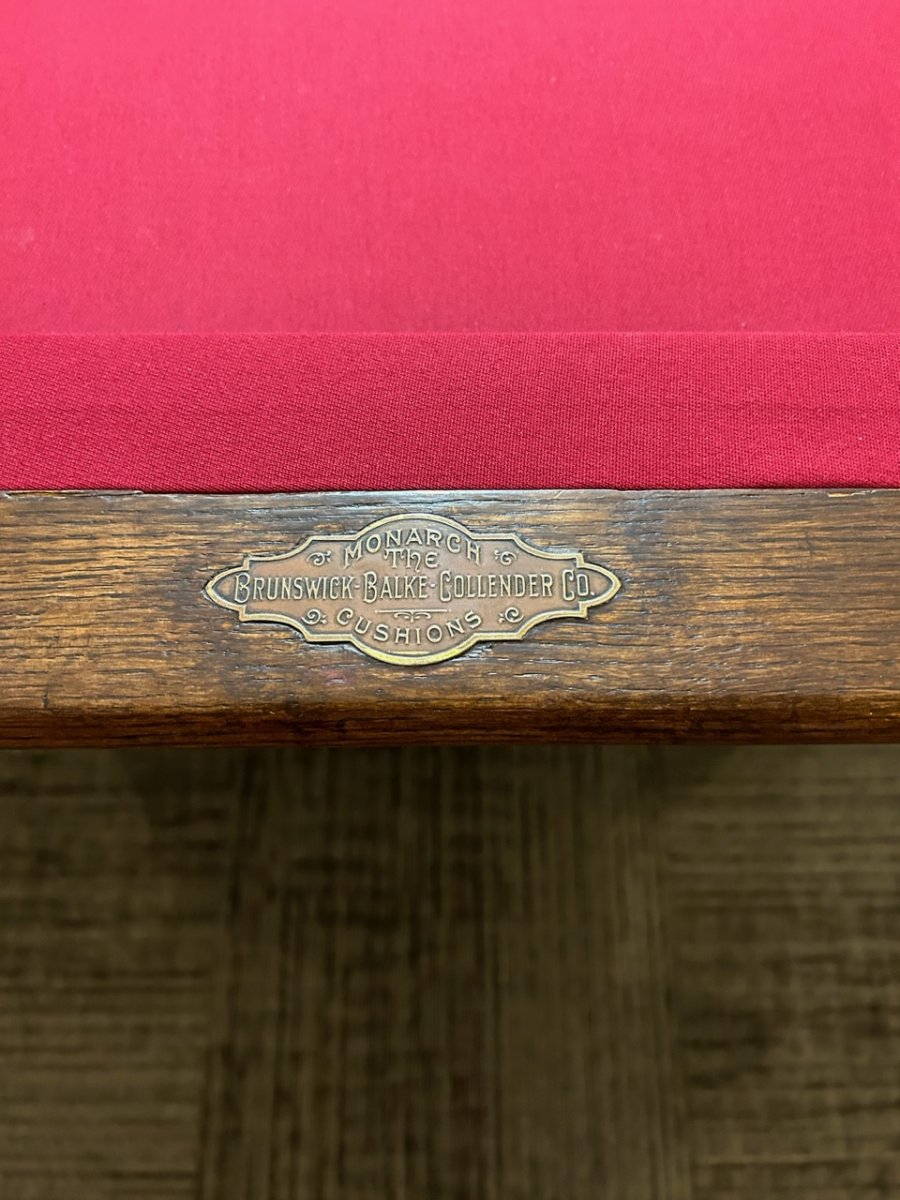 MONARCH
THE
BRUNSWICK-BALKE-COLLENDER CO.
CUSHIONS